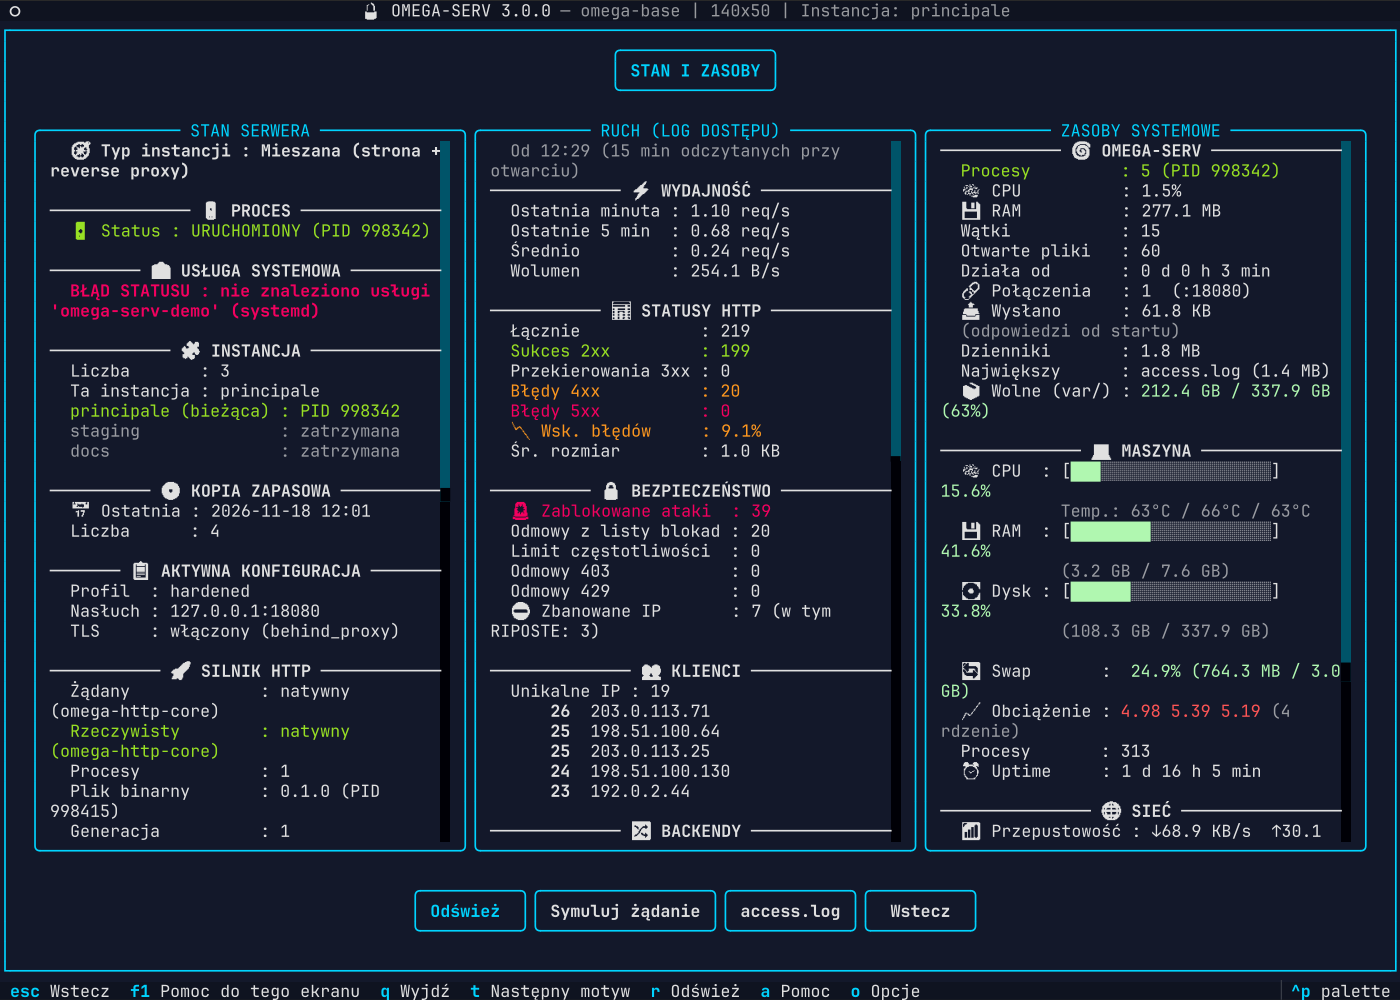 OMEGA-SERV 3.0.0 — omega-base | 140x50 | Instancja: principale
STAN I ZASOBY
STAN SERWERA
Typ instancji : Mieszana (strona +
reverse proxy)
PROCES
Status : URUCHOMIONY (PID 998342)
USŁUGA SYSTEMOWA
BŁĄD STATUSU : nie znaleziono usługi
'omega-serv-demo' (systemd)
INSTANCJA
Liczba : 3
Ta instancja : principale
principale (bieżąca) : PID 998342
staging : zatrzymana
docs : zatrzymana
KOPIA ZAPASOWA
Ostatnia : 2026-11-18 12:01
Liczba : 4
AKTYWNA KONFIGURACJA
Profil : hardened
Nasłuch : 127.0.0.1:18080
TLS : włączony (behind_proxy)
SILNIK HTTP
Żądany : natywny
(omega-http-core)
Rzeczywisty : natywny
(omega-http-core)
Procesy : 1
Plik binarny : 0.1.0 (PID
998415)
Generacja : 1
RUCH (LOG DOSTĘPU)
Od 12:29 (15 min odczytanych przy
otwarciu)
WYDAJNOŚĆ
Ostatnia minuta : 1.10 req/s
Ostatnie 5 min : 0.68 req/s
Średnio : 0.24 req/s
Wolumen : 254.1 B/s
STATUSY HTTP
Łącznie : 219
Sukces 2xx : 199
Przekierowania 3xx : 0
Błędy 4xx : 20
Błędy 5xx : 0
Wsk. błędów : 9.1%
Śr. rozmiar : 1.0 KB
BEZPIECZEŃSTWO
Zablokowane ataki : 39
Odmowy z listy blokad : 20
Limit częstotliwości : 0
Odmowy 403 : 0
Odmowy 429 : 0
Zbanowane IP : 7 (w tym
RIPOSTE: 3)
KLIENCI
Unikalne IP : 19
26 203.0.113.71
25 198.51.100.64
25 203.0.113.25
24 198.51.100.130
23 192.0.2.44
BACKENDY
ZASOBY SYSTEMOWE
OMEGA-SERV
Procesy : 5 (PID 998342)
CPU : 1.5%
RAM : 277.1 MB
Wątki : 15
Otwarte pliki : 60
Działa od : 0 d 0 h 3 min
Połączenia : 1 (:18080)
Wysłano : 61.8 KB
(odpowiedzi od startu)
Dzienniki : 1.8 MB
Największy : access.log (1.4 MB)
Wolne (var/) : 212.4 GB / 337.9 GB
(63%)
MASZYNA
CPU : [ ]
15.6%
Temp.: 63°C / 66°C / 63°C
RAM : [ ]
41.6%
(3.2 GB / 7.6 GB)
Dysk : [ ]
33.8%
(108.3 GB / 337.9 GB)
Swap : 24.9% (764.3 MB / 3.0
GB)
Obciążenie : 4.98 5.39 5.19 (4
rdzenie)
Procesy : 313
Uptime : 1 d 16 h 5 min
SIEĆ
Przepustowość : ↓68.9 KB/s ↑30.1
Odśwież
Symuluj żądanie
access.log
Wstecz
esc Wstecz f1 Pomoc do tego ekranu q Wyjdź t Następny motyw r Odśwież a Pomoc o Opcje ^p palette